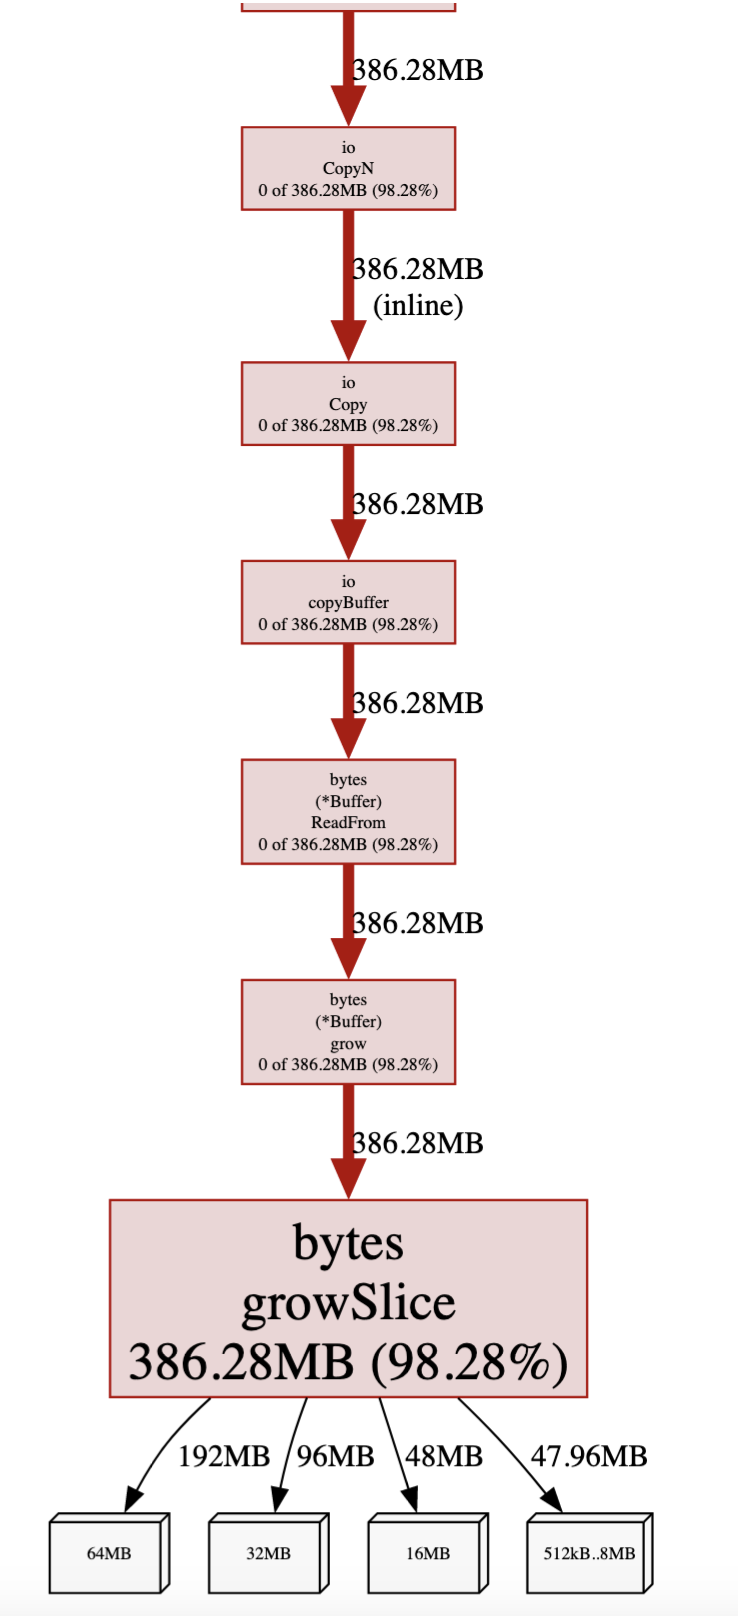 386.28MB
io
CopyN
0 of 386.28MB (98.28%)
386.28MB
(inline)
io
Copy
0 of 386.28MB (98.28%)
386.28MB
io
copyBuffer
0 of 386.28MB (98.28%)
386.28MB
bytes
(*Buffer)
ReadFrom
0 of 386.28MB (98.28%)
386.28MB
bytes
(*Buffer)
grow
0 of 386.28MB (98.28%)
386.28MB
bytes
growSlice
386.28MB (98.28%)
192MB 96MB 48MB 47.96MB
64MB 32MB 16MB 512kB..8MB